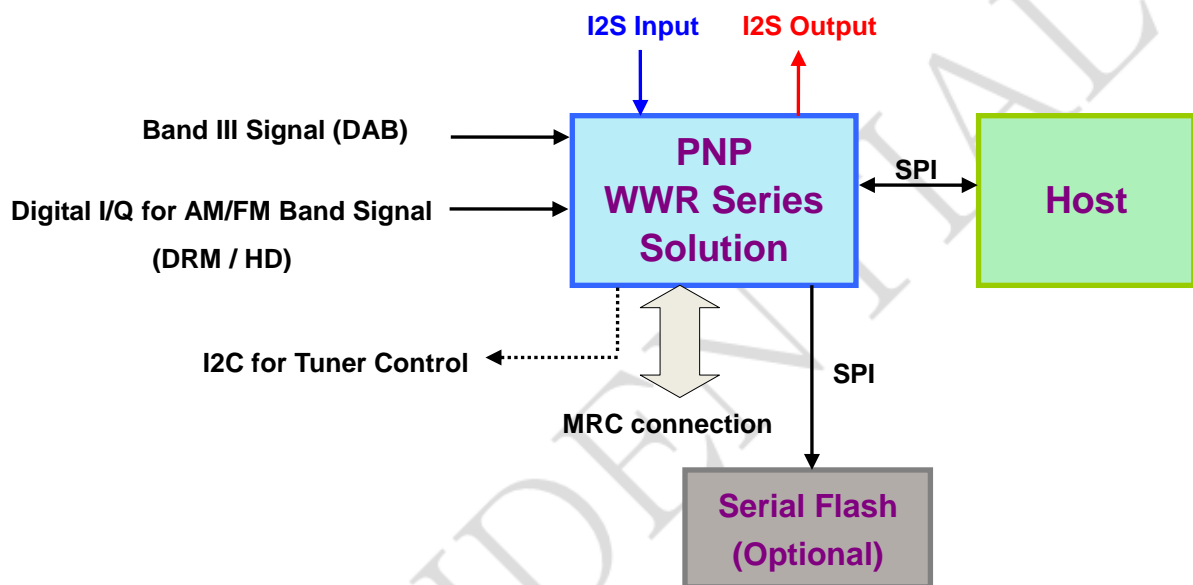 I2S Input
I2S Output
Band III Signal (DAB)
Digital I/Q for AM/FM Band Signal
(DRM / HD)
PNP
WWR Series
Solution
SPI
Host
I2C for Tuner Control
MRC connection
SPI
Serial Flash
(Optional)
IDENTIAL